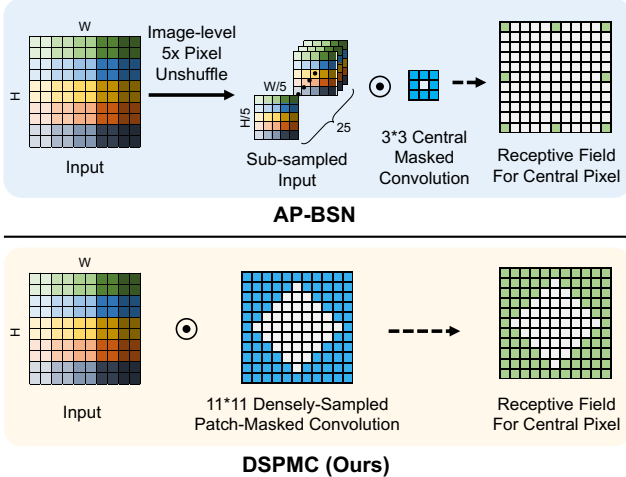 W
H
Input
Image-level
5x Pixel
Unshuffle
W/5
H/5
25
Sub-sampled
Input
3*3 Central
Masked
Convolution
Receptive Field
For Central Pixel
AP-BSN
W
H
Input
11*11 Densely-Sampled
Patch-Masked Convolution
Receptive Field
For Central Pixel
DSPMC (Ours)